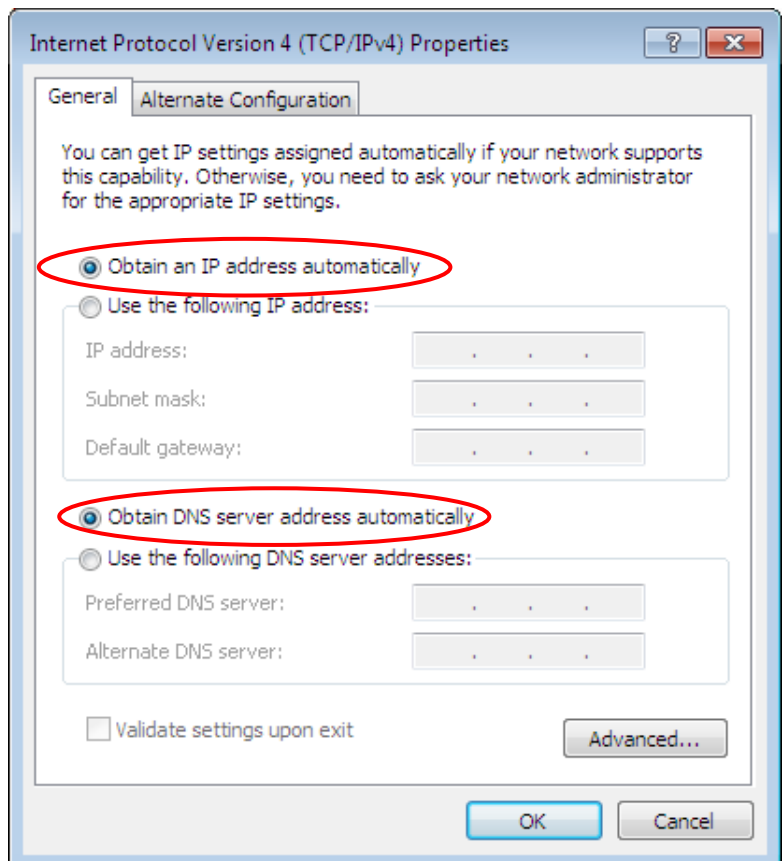 Internet Protocol Version 4 (TCP/IPv4) Properties
?
General
Alternate Configuration
You can get IP settings assigned automatically if your network supports
this capability. Otherwise, you need to ask your network administrator
for the appropriate IP settings.
Obtain an IP address automatically
Use the following IP address:
IP address:
Subnet mask:
Default gateway:
Obtain DNS server address automatically
Use the following DNS server addresses:
Preferred DNS server:
Alternate DNS server:
Validate settings upon exit
Advanced...
OK
Cancel